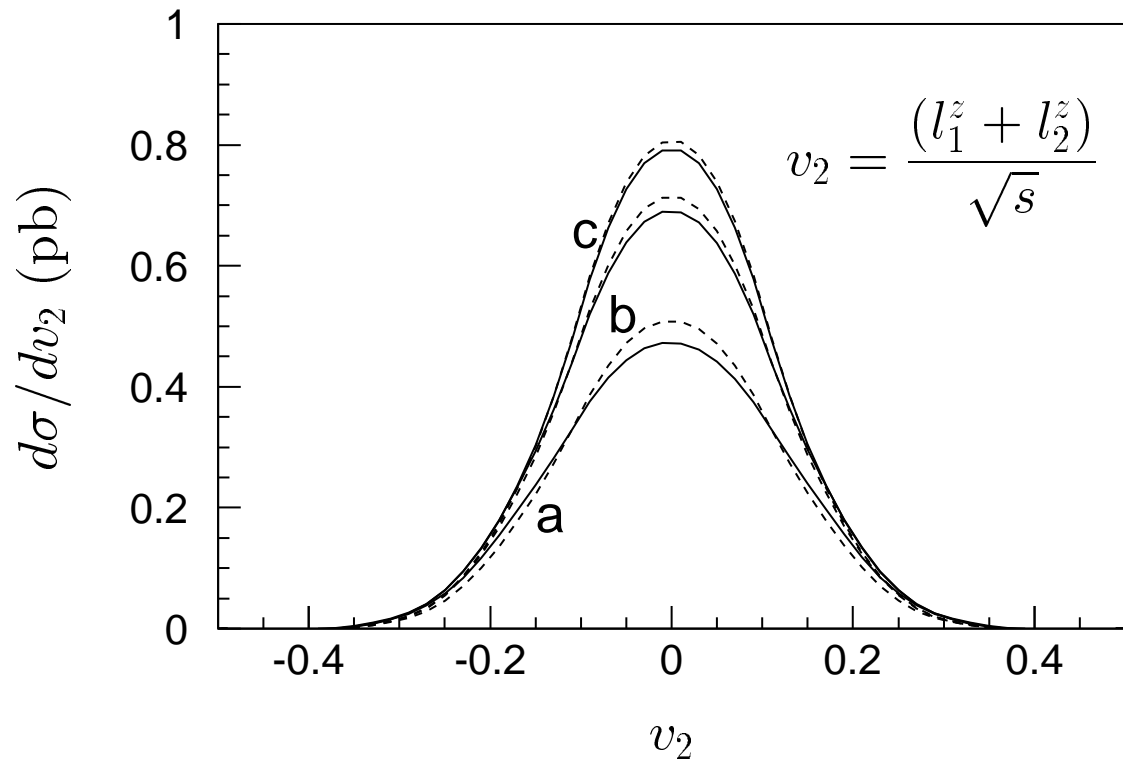 1
0.8
0.6
0.4
0.2
0
-0.4 -0.2 0 0.2 0.4
dσ/dv₂ (pb)
v₂
v₂ = (l₁ᶻ + l₂ᶻ) / √s
c
b
a